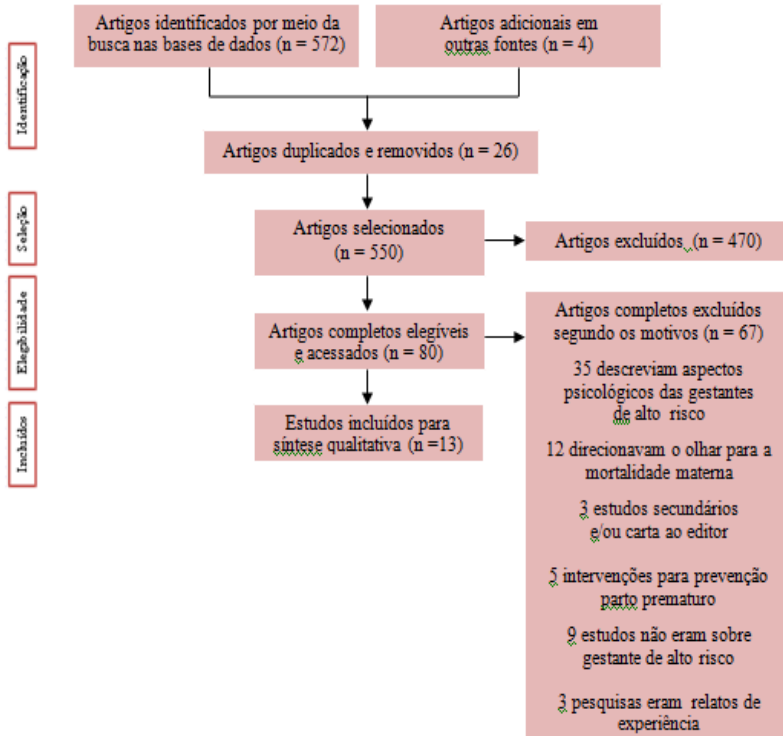 Artigos identificados por meio da
busca nas bases de dados (n = 572)
Artigos adicionais em
outras fontes (n = 4)
Identificação
Artigos duplicados e removidos (n = 26)
Seleção
Artigos selecionados
(n = 550)
Artigos excluídos (n = 470)
Elegibilidade
Artigos completos elegíveis
e acessados (n = 80)
Artigos completos excluídos
segundo os motivos (n = 67)
35 descreviam aspectos
psicológicos das gestantes
de alto risco
12 direcionavam o olhar para a
mortalidade materna
3 estudos secundários
e/ou carta ao editor
5 intervenções para prevenção
parto prematuro
9 estudos não eram sobre
gestante de alto risco
3 pesquisas eram relatos de
experiência
Incluídos
Estudos incluídos para
síntese qualitativa (n =13)